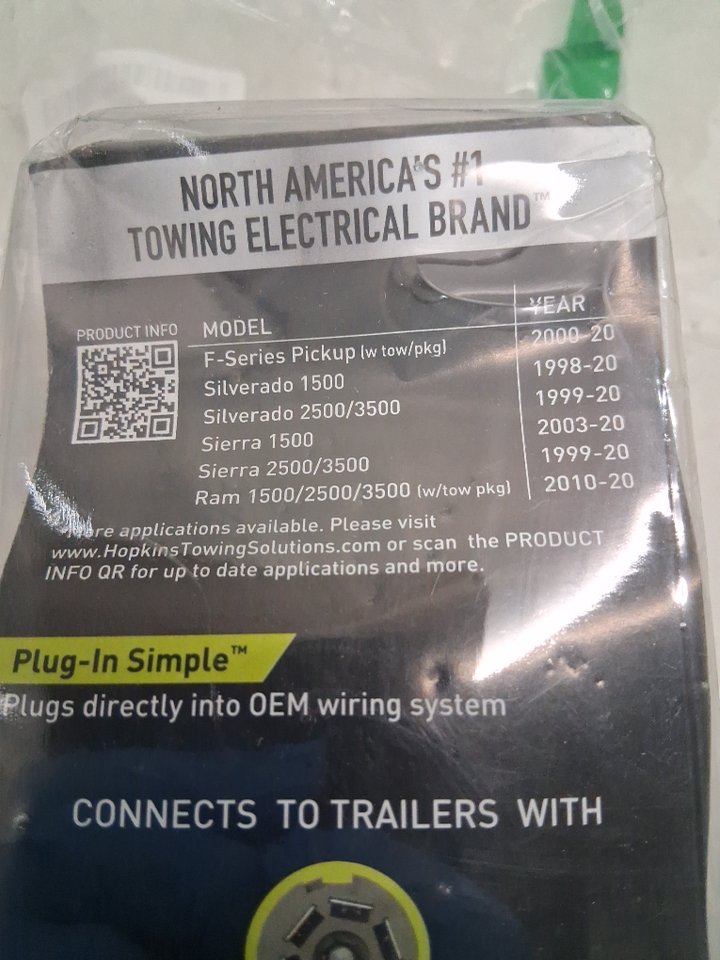 NORTH AMERICA'S #1
TOWING ELECTRICAL BRAND™
PRODUCT INFO
MODEL YEAR
F-Series Pickup (w tow/pkg) 2000-20
Silverado 1500 1998-20
Silverado 2500/3500 1999-20
Sierra 1500 2003-20
Sierra 2500/3500 1999-20
Ram 1500/2500/3500 (w/tow pkg) 2010-20
More applications available. Please visit
www.HopkinsTowingSolutions.com or scan the PRODUCT
INFO QR for up to date applications and more.
Plug-In Simple™
Plugs directly into OEM wiring system
CONNECTS TO TRAILERS WITH